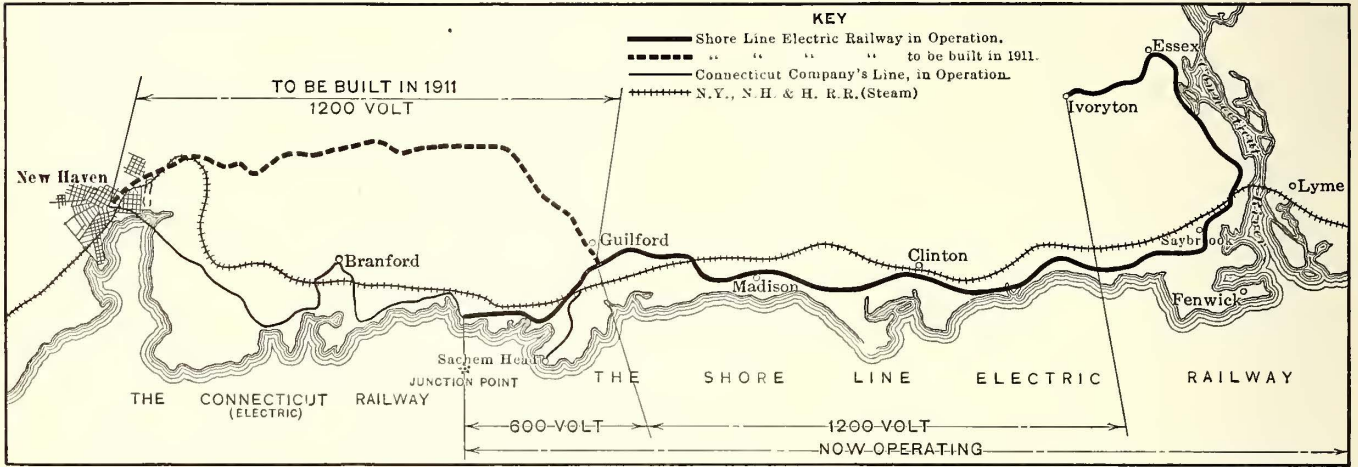 KEY
Shore Line Electric Railway in Operation.
" " " " to be built in 1911.
Connecticut Company's Line, in Operation.
N.Y., N.H. & H. R.R. (Steam)
TO BE BUILT IN 1911
1200 VOLT
Essex
Ivoryton
New Haven
Lyme
Guilford
Branford
Clinton
Saybrook
Madison
Fenwick
Sachem Head
JUNCTION POINT
THE SHORE LINE ELECTRIC RAILWAY
THE CONNECTICUT RAILWAY
(ELECTRIC)
600 VOLT
1200 VOLT
NOW OPERATING